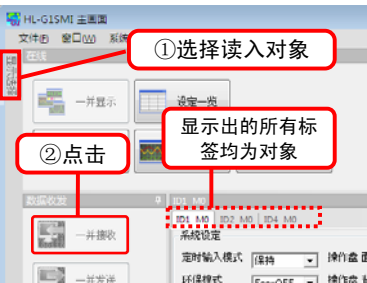 HL-G1SMI 主画面
文件(F) 窗口(W) 系统
①选择读入对象
在线
一并显示
设定一览
显示出的所有标
签均为对象
②点击
数据收发
ID1 M0
一并接收
ID1 M0 ID2 M0 ID4 M0
系统设定
定时输入模式 保持 操作盘
一并发送
环保模式 Eco-OFF 操作盘